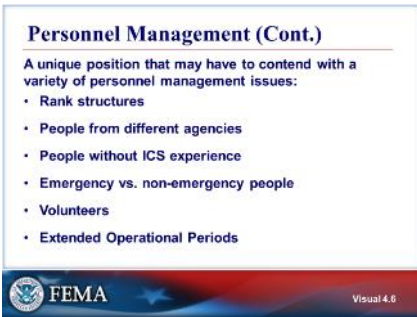 Personnel Management (Cont.)
A unique position that may have to contend with a
variety of personnel management issues:
• Rank structures
• People from different agencies
• People without ICS experience
• Emergency vs. non-emergency people
• Volunteers
• Extended Operational Periods
FEMA
Visual 4.6